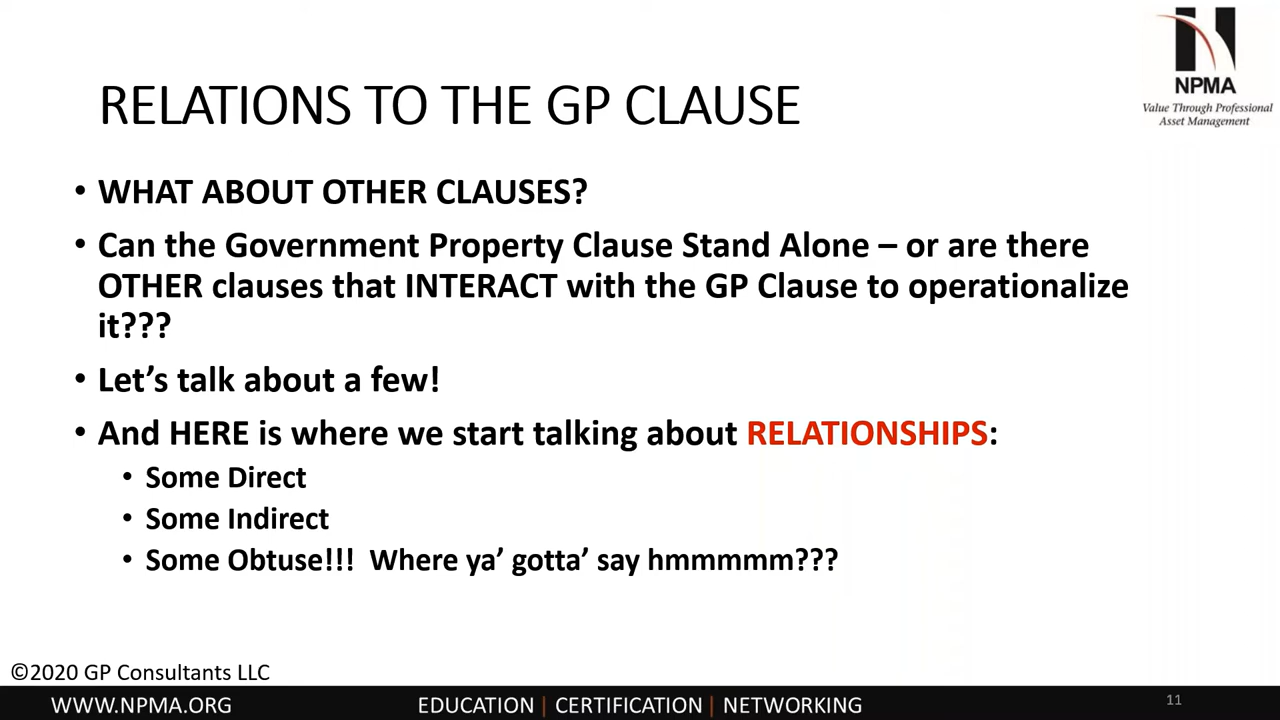 NPMA
Value Through Professional
Asset Management
RELATIONS TO THE GP CLAUSE
• WHAT ABOUT OTHER CLAUSES?
• Can the Government Property Clause Stand Alone – or are there
OTHER clauses that INTERACT with the GP Clause to operationalize
it???
• Let’s talk about a few!
• And HERE is where we start talking about RELATIONSHIPS:
• Some Direct
• Some Indirect
• Some Obtuse!!! Where ya’ gotta’ say hmmmmm???
©2020 GP Consultants LLC
WWW.NPMA.ORG
EDUCATION | CERTIFICATION | NETWORKING
11